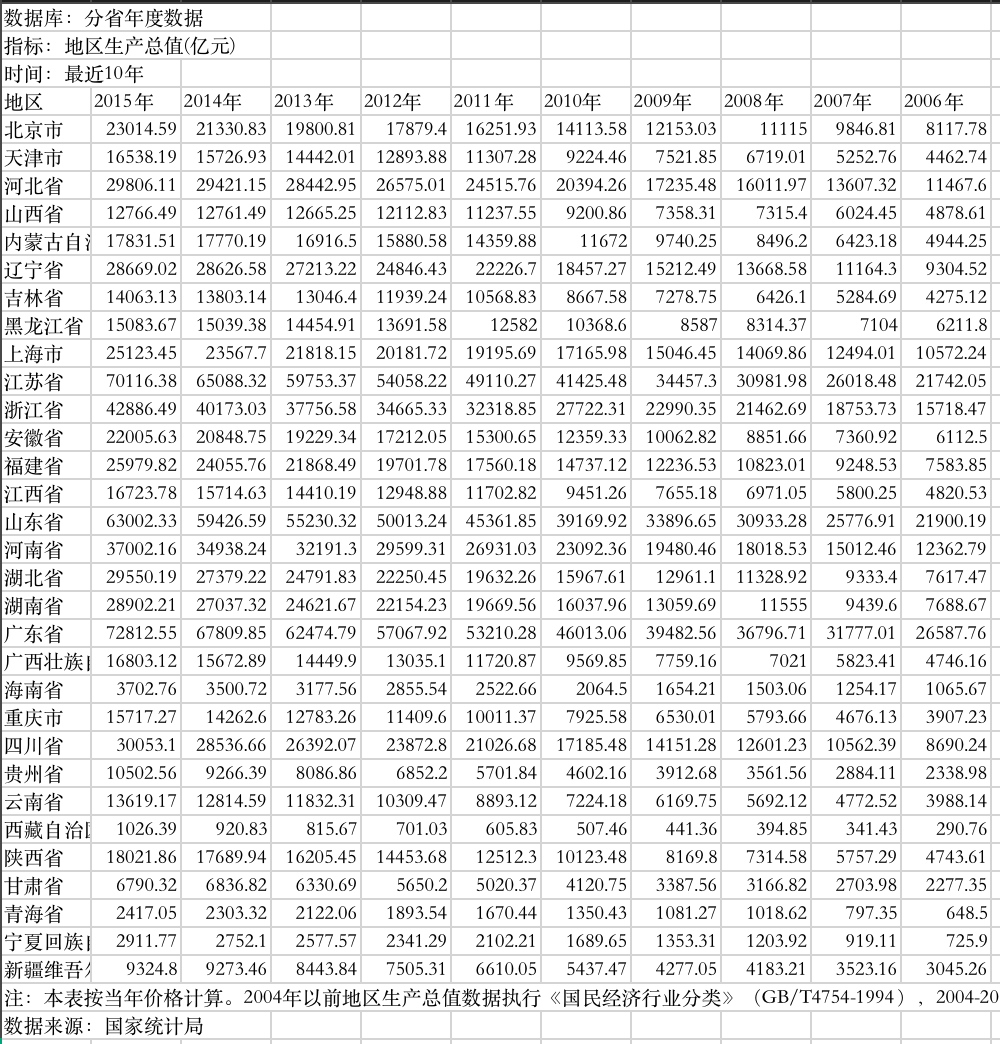 数据库：分省年度数据
指标：地区生产总值(亿元)
时间：最近10年
地区 2015年 2014年 2013年 2012年 2011年 2010年 2009年 2008年 2007年 2006年
北京市 23014.59 21330.83 19800.81 17879.4 16251.93 14113.58 12153.03 11115 9846.81 8117.78
天津市 16538.19 15726.93 14442.01 12893.88 11307.28 9224.46 7521.85 6719.01 5252.76 4462.74
河北省 29806.11 29421.15 28442.95 26575.01 24515.76 20394.26 17235.48 16011.97 13607.32 11467.6
山西省 12766.49 12761.49 12665.25 12112.83 11237.55 9200.86 7358.31 7315.4 6024.45 4878.61
内蒙古自治 17831.51 17770.19 16916.5 15880.58 14359.88 11672 9740.25 8496.2 6423.18 4944.25
辽宁省 28669.02 28626.58 27213.22 24846.43 22226.7 18457.27 15212.49 13668.58 11164.3 9304.52
吉林省 14063.13 13803.14 13046.4 11939.24 10568.83 8667.58 7278.75 6426.1 5284.69 4275.12
黑龙江省 15083.67 15039.38 14454.91 13691.58 12582 10368.6 8587 8314.37 7104 6211.8
上海市 25123.45 23567.7 21818.15 20181.72 19195.69 17165.98 15046.45 14069.86 12494.01 10572.24
江苏省 70116.38 65088.32 59753.37 54058.22 49110.27 41425.48 34457.3 30981.98 26018.48 21742.05
浙江省 42886.49 40173.03 37756.58 34665.33 32318.85 27722.31 22990.35 21462.69 18753.73 15718.47
安徽省 22005.63 20848.75 19229.34 17212.05 15300.65 12359.33 10062.82 8851.66 7360.92 6112.5
福建省 25979.82 24055.76 21868.49 19701.78 17560.18 14737.12 12236.53 10823.01 9248.53 7583.85
江西省 16723.78 15714.63 14410.19 12948.88 11702.82 9451.26 7655.18 6971.05 5800.25 4820.53
山东省 63002.33 59426.59 55230.32 50013.24 45361.85 39169.92 33896.65 30933.28 25776.91 21900.19
河南省 37002.16 34938.24 32191.3 29599.31 26931.03 23092.36 19480.46 18018.53 15012.46 12362.79
湖北省 29550.19 27379.22 24791.83 22250.45 19632.26 15967.61 12961.1 11328.92 9333.4 7617.47
湖南省 28902.21 27037.32 24621.67 22154.23 19669.56 16037.96 13059.69 11555 9439.6 7688.67
广东省 72812.55 67809.85 62474.79 57067.92 53210.28 46013.06 39482.56 36796.71 31777.01 26587.76
广西壮族自 16803.12 15672.89 14449.9 13035.1 11720.87 9569.85 7759.16 7021 5823.41 4746.16
海南省 3702.76 3500.72 3177.56 2855.54 2522.66 2064.5 1654.21 1503.06 1254.17 1065.67
重庆市 15717.27 14262.6 12783.26 11409.6 10011.37 7925.58 6530.01 5793.66 4676.13 3907.23
四川省 30053.1 28536.66 26392.07 23872.8 21026.68 17185.48 14151.28 12601.23 10562.39 8690.24
贵州省 10502.56 9266.39 8086.86 6852.2 5701.84 4602.16 3912.68 3561.56 2884.11 2338.98
云南省 13619.17 12814.59 11832.31 10309.47 8893.12 7224.18 6169.75 5692.12 4772.52 3988.14
西藏自治区 1026.39 920.83 815.67 701.03 605.83 507.46 441.36 394.85 341.43 290.76
陕西省 18021.86 17689.94 16205.45 14453.68 12512.3 10123.48 8169.8 7314.58 5757.29 4743.61
甘肃省 6790.32 6836.82 6330.69 5650.2 5020.37 4120.75 3387.56 3166.82 2703.98 2277.35
青海省 2417.05 2303.32 2122.06 1893.54 1670.44 1350.43 1081.27 1018.62 797.35 648.5
宁夏回族自 2911.77 2752.1 2577.57 2341.29 2102.21 1689.65 1353.31 1203.92 919.11 725.9
新疆维吾尔 9324.8 9273.46 8443.84 7505.31 6610.05 5437.47 4277.05 4183.21 3523.16 3045.26
注：本表按当年价格计算。2004年以前地区生产总值数据执行《国民经济行业分类》（GB/T4754-1994），2004-20
数据来源：国家统计局